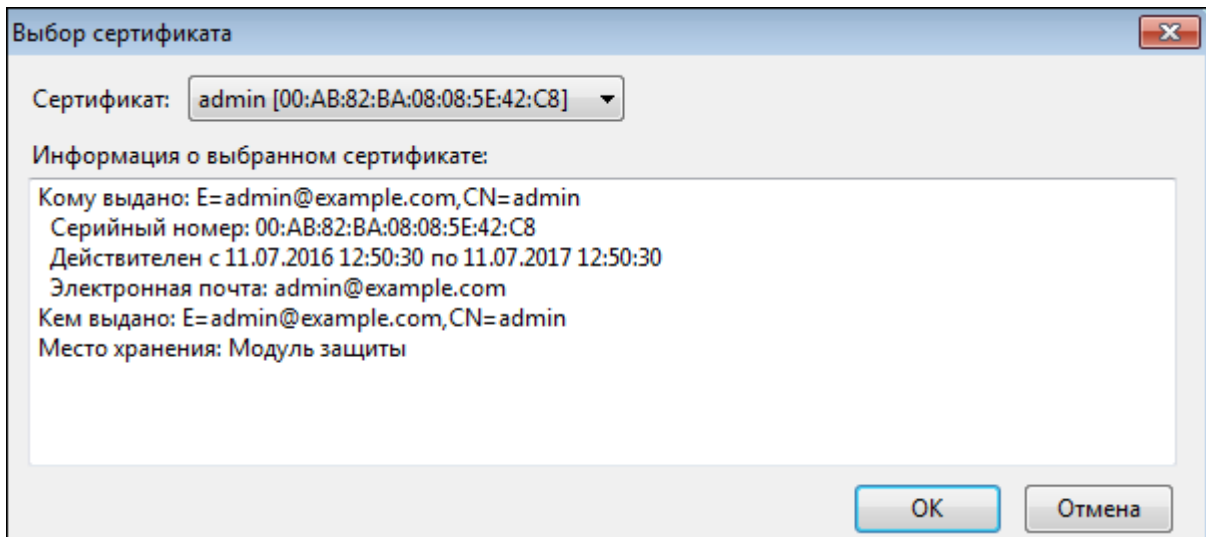 Выбор сертификата
Сертификат: admin [00:AB:82:BA:08:08:5E:42:C8]
Информация о выбранном сертификате:
Кому выдано: E=admin@example.com,CN=admin
Серийный номер: 00:AB:82:BA:08:08:5E:42:C8
Действителен с 11.07.2016 12:50:30 по 11.07.2017 12:50:30
Электронная почта: admin@example.com
Кем выдано: E=admin@example.com,CN=admin
Место хранения: Модуль защиты
OK Отмена